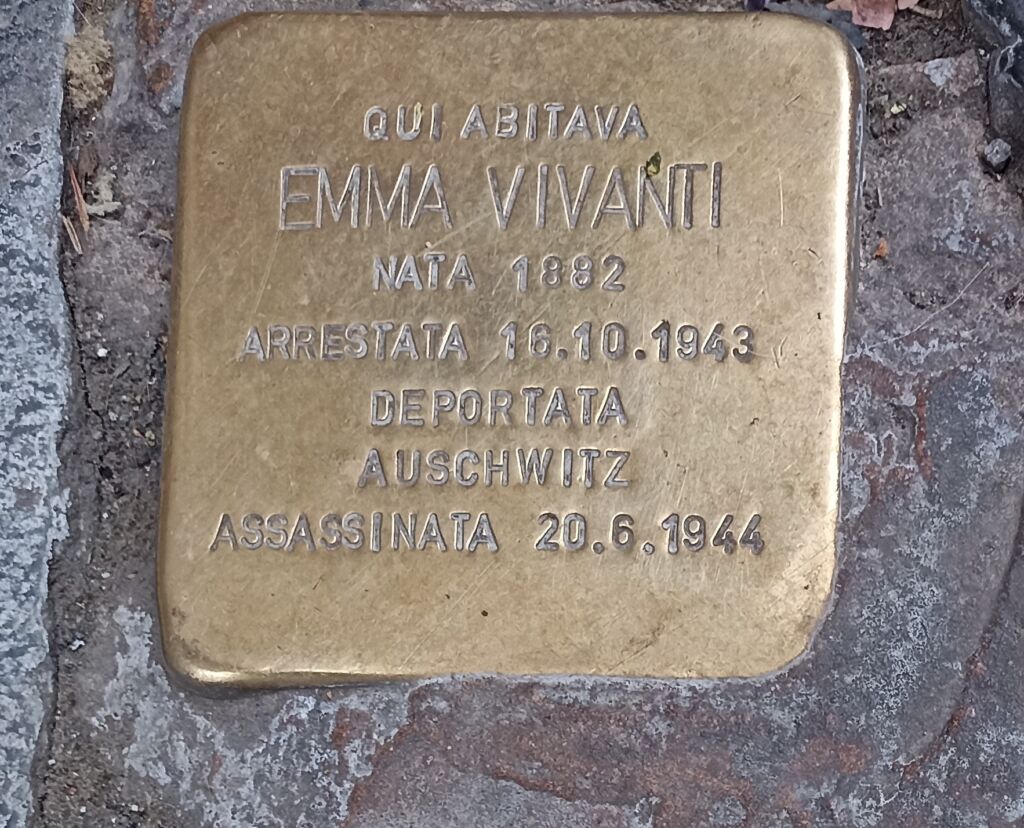 QUI ABITAVA
EMMA VIVANTI
NATA 1882
ARRESTATA 16.10.1943
DEPORTATA
AUSCHWITZ
ASSASSINATA 20.6.1944